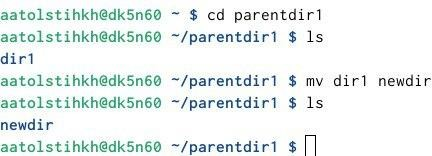 aatolstihkh@dk5n60 ~ $ cd parentdir1
aatolstihkh@dk5n60 ~/parentdir1 $ ls
dir1
aatolstihkh@dk5n60 ~/parentdir1 $ mv dir1 newdir
aatolstihkh@dk5n60 ~/parentdir1 $ ls
newdir
aatolstihkh@dk5n60 ~/parentdir1 $